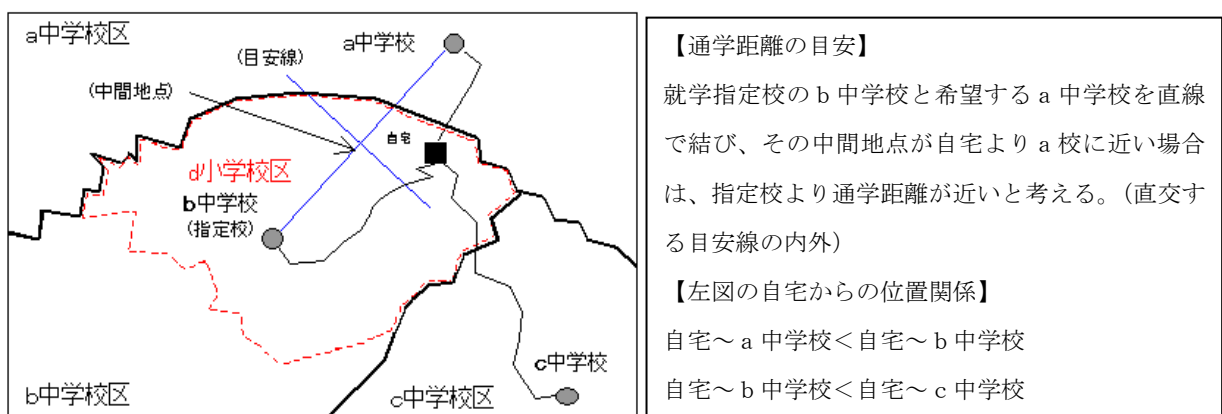 a中学校区
a中学校
(目安線)
(中間地点)
自宅
d小学校区
b中学校
(指定校)
c中学校
b中学校区
c中学校区
【通学距離の目安】
就学指定校のb中学校と希望するa中学校を直線
で結び、その中間地点が自宅よりa校に近い場合
は、指定校より通学距離が近いと考える。（直交す
る目安線の内外）
【左図の自宅からの位置関係】
自宅～a中学校＜自宅～b中学校
自宅～b中学校＜自宅～c中学校